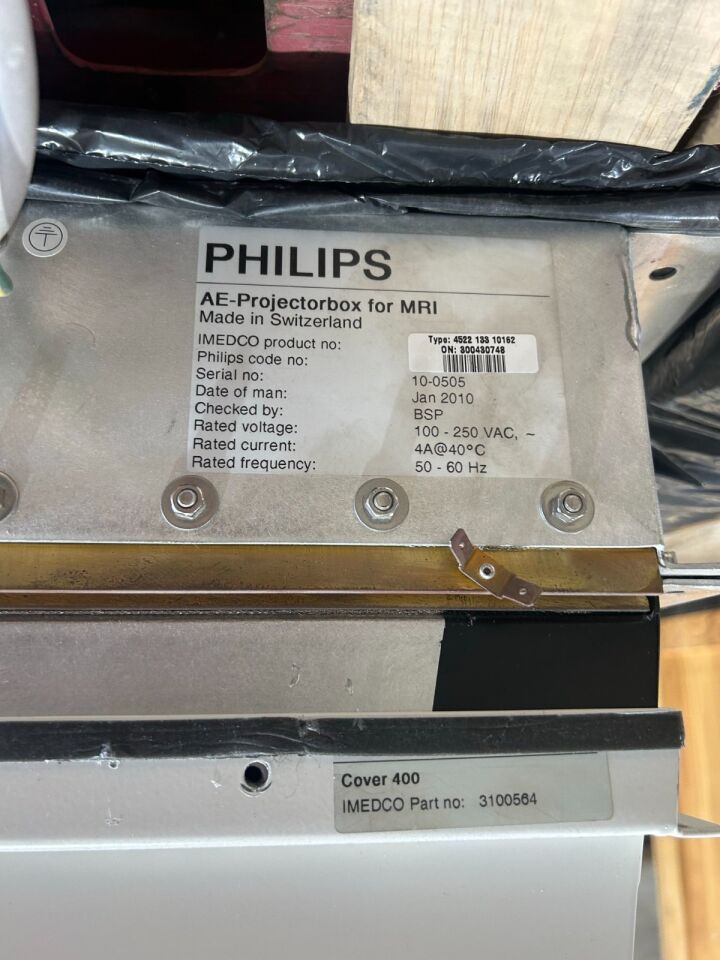 PHILIPS
AE-Projectorbox for MRI
Made in Switzerland
IMEDCO product no:
Type: 4522 133 10162
Philips code no:
ON: 300430748
Serial no: 10-0505
Date of man: Jan 2010
Checked by: BSP
Rated voltage: 100 - 250 VAC, ~
Rated current: 4A@40°C
Rated frequency: 50 - 60 Hz
Cover 400
IMEDCO Part no: 3100564